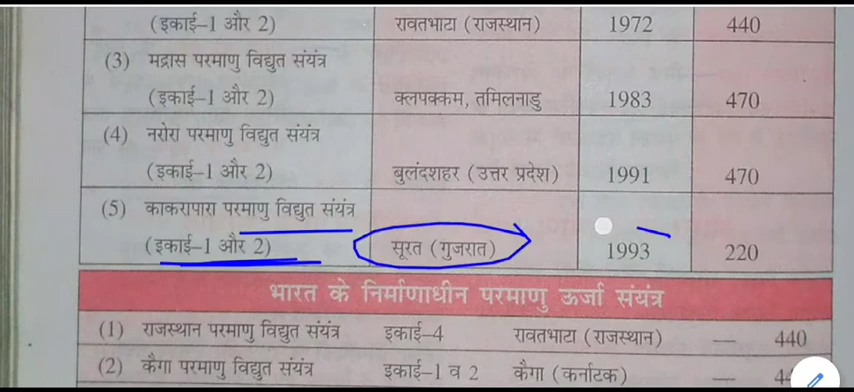 (इकाई–1 और 2) रावतभाटा (राजस्थान) 1972 440
(3) मद्रास परमाणु विद्युत संयंत्र
(इकाई–1 और 2) क्लपक्कम, तमिलनाडु 1983 470
(4) नरोरा परमाणु विद्युत संयंत्र
(इकाई–1 और 2) बुलंदशहर (उत्तर प्रदेश) 1991 470
(5) काकरापारा परमाणु विद्युत संयंत्र
(इकाई–1 और 2) सूरत (गुजरात) 1993 220
भारत के निर्माणाधीन परमाणु ऊर्जा संयंत्र
(1) राजस्थान परमाणु विद्युत संयंत्र इकाई–4 रावतभाटा (राजस्थान) — 440
(2) कैगा परमाणु विद्युत संयंत्र इकाई–1 व 2 कैगा (कर्नाटक) —